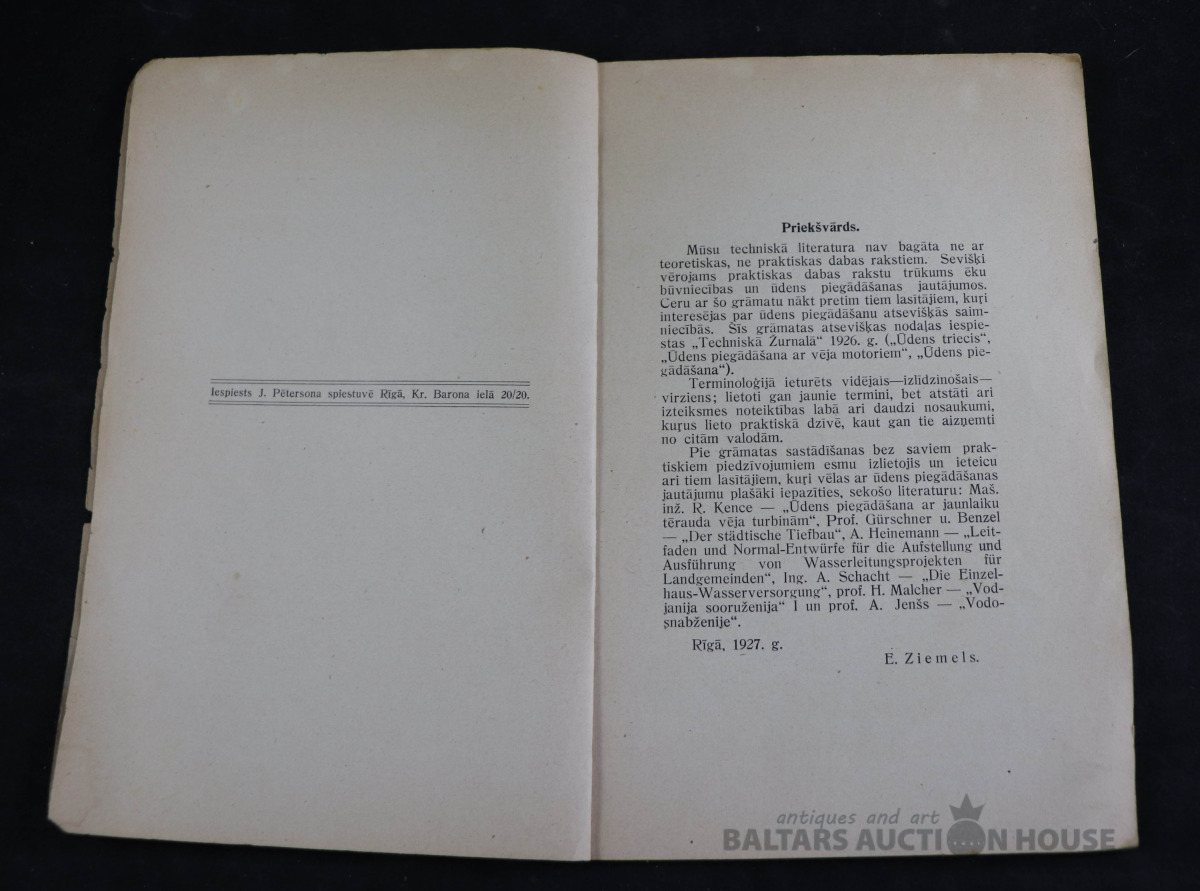 Iespiests J. Pētersona spiestuvē Rīgā, Kr. Barona ielā 20/20.
Priekšvārds.
Mūsu techniskā literatura nav bagāta ne ar
teoretiskas, ne praktiskas dabas rakstiem. Sevišķi
vērojams praktiskas dabas rakstu trūkums ēku
būvniecības un ūdens piegādāšanas jautājumos.
Ceru ar šo grāmatu nākt pretim tiem lasītājiem, kuŗi
interesējas par ūdens piegādāšanu atsevišķās saim-
niecībās. Šīs grāmatas atsevišķas nodaļas iespie-
stas „Techniskā Žurnalā“ 1926. g. („Ūdens triecis“,
„Ūdens piegādāšana ar vēja motoriem“, „Ūdens pie-
gādāšana“).
Terminoloģijā ieturēts vidējais—izlīdzinošais—
virziens; lietoti gan jaunie termini, bet atstāti arī
izteiksmes noteiktības labā ari daudzi nosaukumi,
kuŗus lieto praktiskā dzīvē, kaut gan tie aizņemti
no citām valodām.
Pie grāmatas sastādīšanas bez saviem prak-
tiskiem piedzīvojumiem esmu izlietojis un ieteicu
ari tiem lasītājiem, kuŗi vēlas ar ūdens piegādāšanas
jautājumu plašāki iepazīties, sekošo literaturu: Maš.
inž. R. Kence — „Ūdens piegādāšana ar jaunlaiku
tērauda vēja turbinām“, Prof. Gürschner u. Benzel
— „Der städtische Tiefbau“, A. Heinemann — „Leit-
faden und Normal-Entwürfe für die Aufstellung und
Ausführung von Wasserleitungsprojekten für
Landgemeinden“, Ing. A. Schacht — „Die Einzel-
haus-Wasserversorgung“, prof. H. Malcher — „Vod-
janija sooruženija“ I un prof. A. Jenšs — „Vodo-
snabženije“.
Rīgā, 1927. g.
E. Ziemels.
antiques and art
BALTARS AUCTION HOUSE